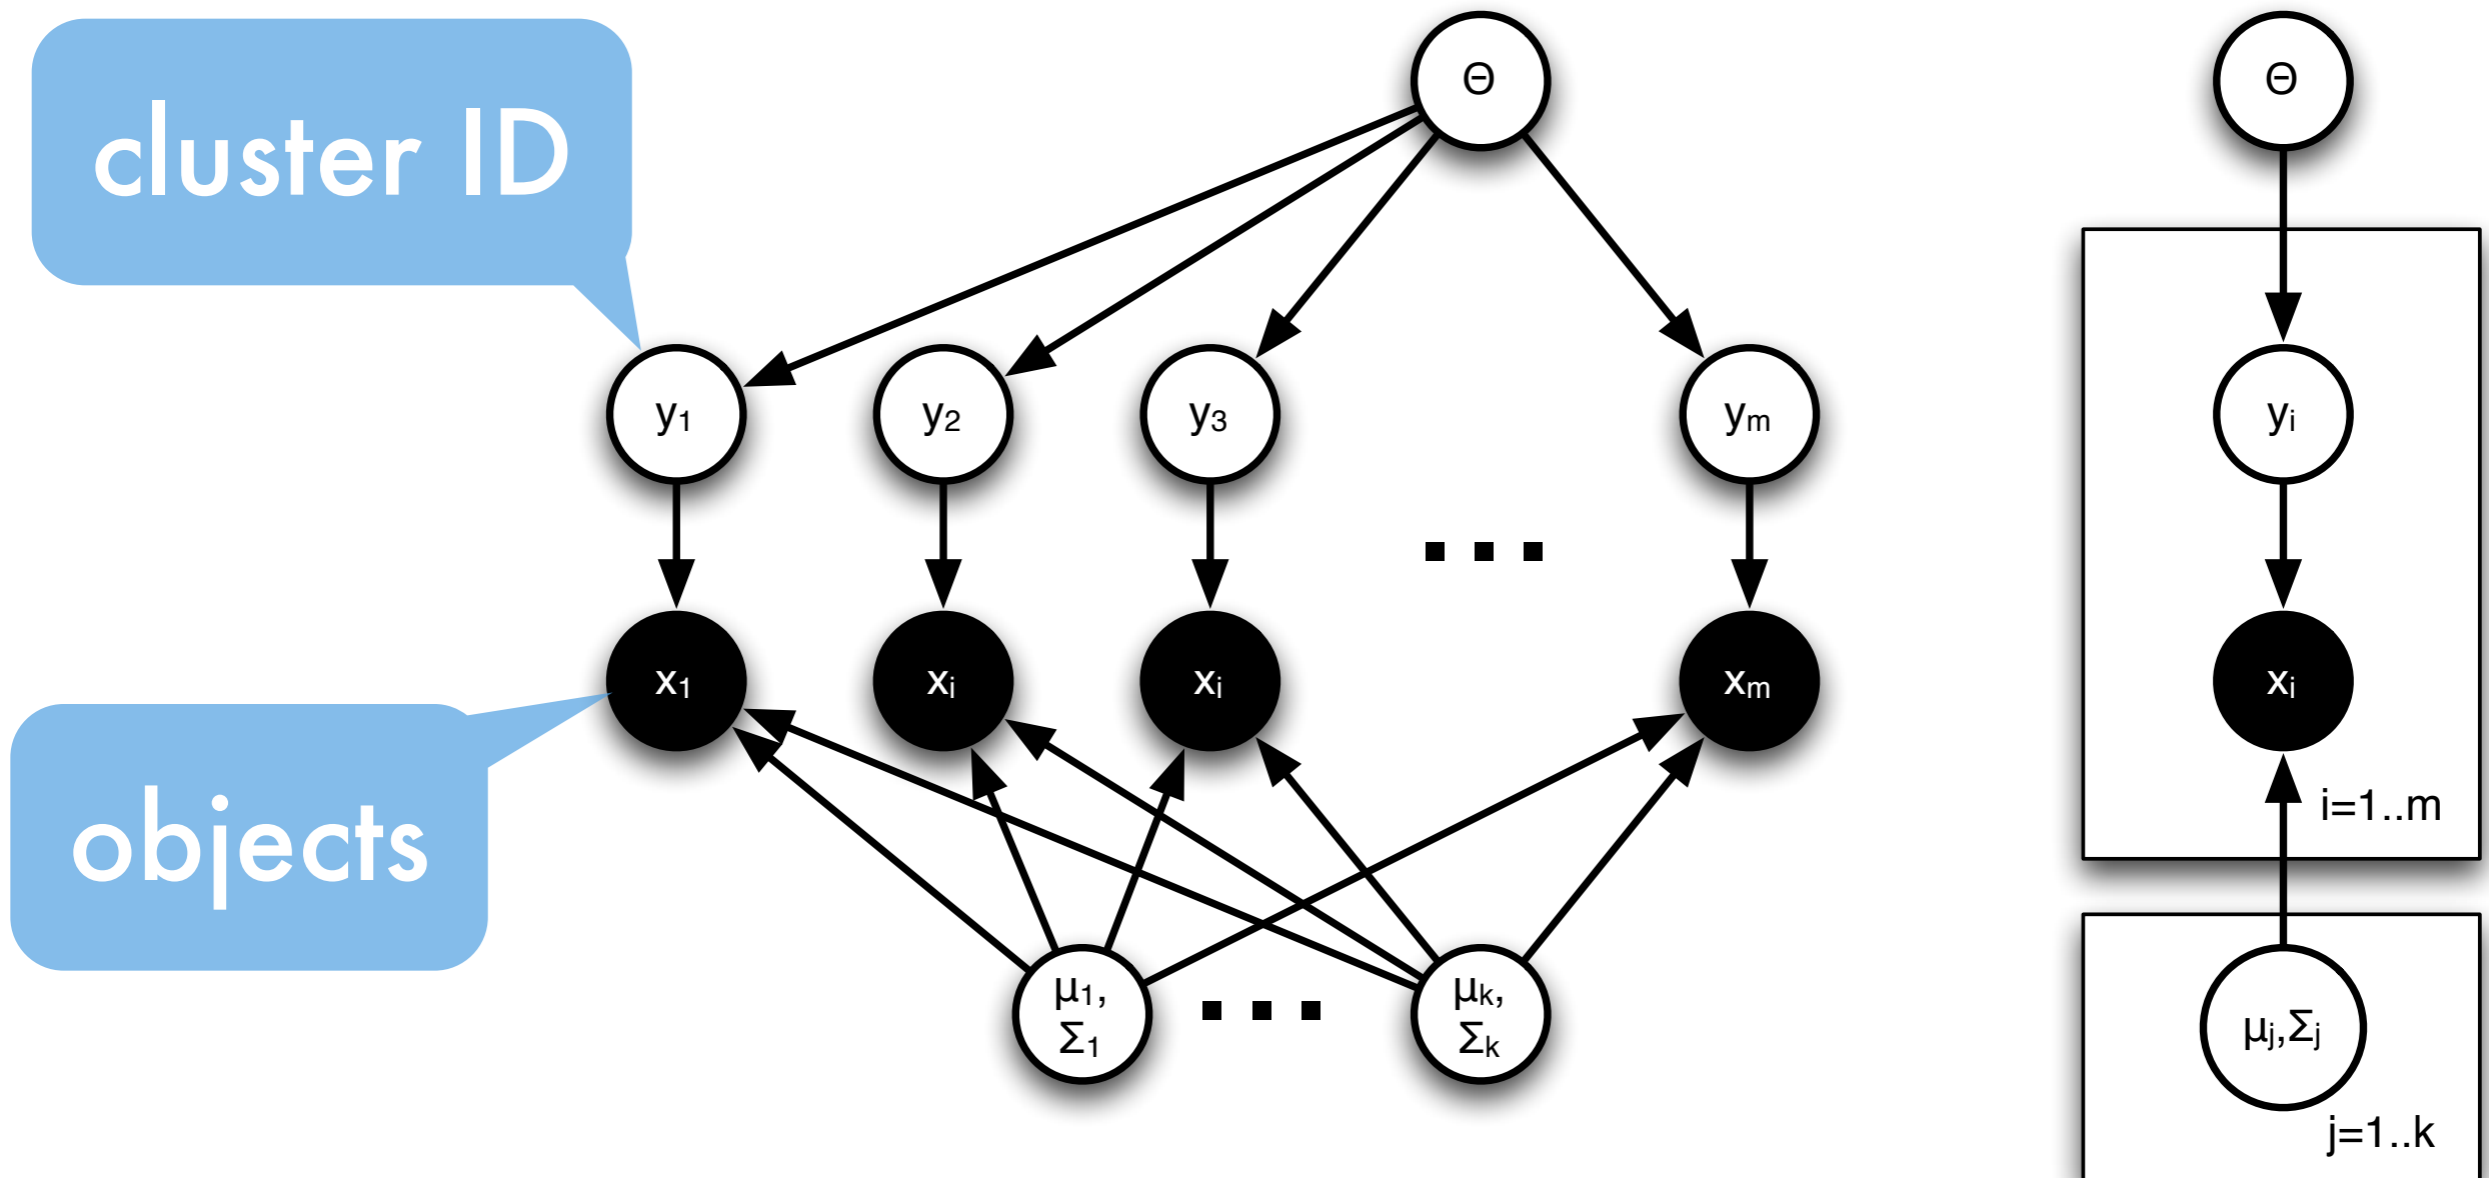 cluster ID
Θ
Θ
y₁
y₂
y₃
yₘ
yᵢ
...
x₁
xᵢ
xᵢ
xₘ
xᵢ
i=1..m
objects
μ₁,
Σ₁
...
μₖ,
Σₖ
μⱼ,Σⱼ
j=1..k